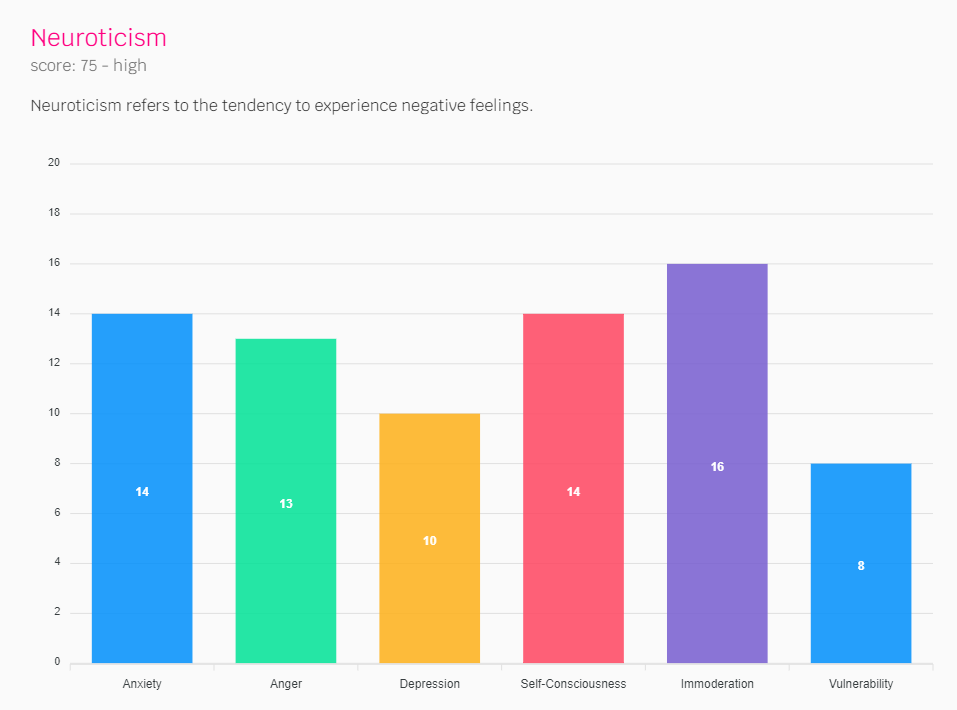 Neuroticism
score: 75 - high
Neuroticism refers to the tendency to experience negative feelings.
20
18
16
14
12
10
8
6
4
2
0
14
13
10
14
16
8
Anxiety
Anger
Depression
Self-Consciousness
Immoderation
Vulnerability